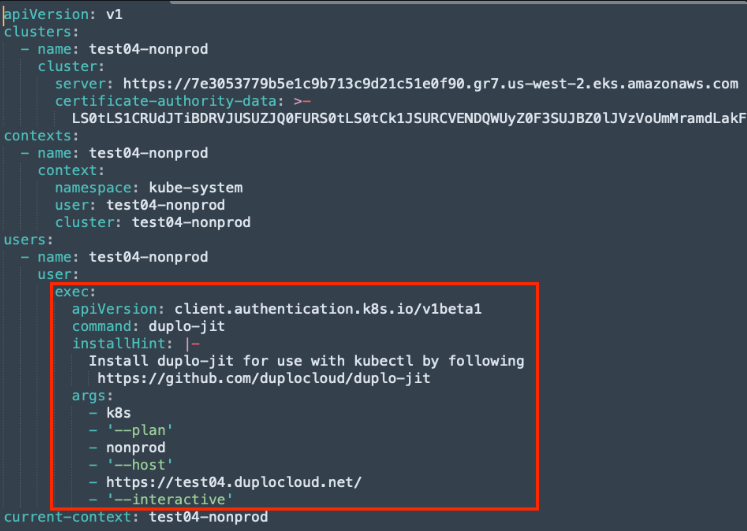 apiVersion: v1
clusters:
  - name: test04-nonprod
    cluster:
      server: https://7e3053779b5e1c9b713c9d21c51e0f90.gr7.us-west-2.eks.amazonaws.com
      certificate-authority-data: >-
        LS0tLS1CRUdJTiBDRVJUSUZJQ0FURS0tLS0tCk1JSURCVENDQWUyZ0F3SUJBZ0lJVzVoUmMramdLakF
contexts:
  - name: test04-nonprod
    context:
      namespace: kube-system
      user: test04-nonprod
      cluster: test04-nonprod
users:
  - name: test04-nonprod
    user:
      exec:
        apiVersion: client.authentication.k8s.io/v1beta1
        command: duplo-jit
        installHint: |-
          Install duplo-jit for use with kubectl by following
           https://github.com/duplocloud/duplo-jit
        args:
          - k8s
          - '--plan'
          - nonprod
          - '--host'
          - https://test04.duplocloud.net/
          - '--interactive'
current-context: test04-nonprod